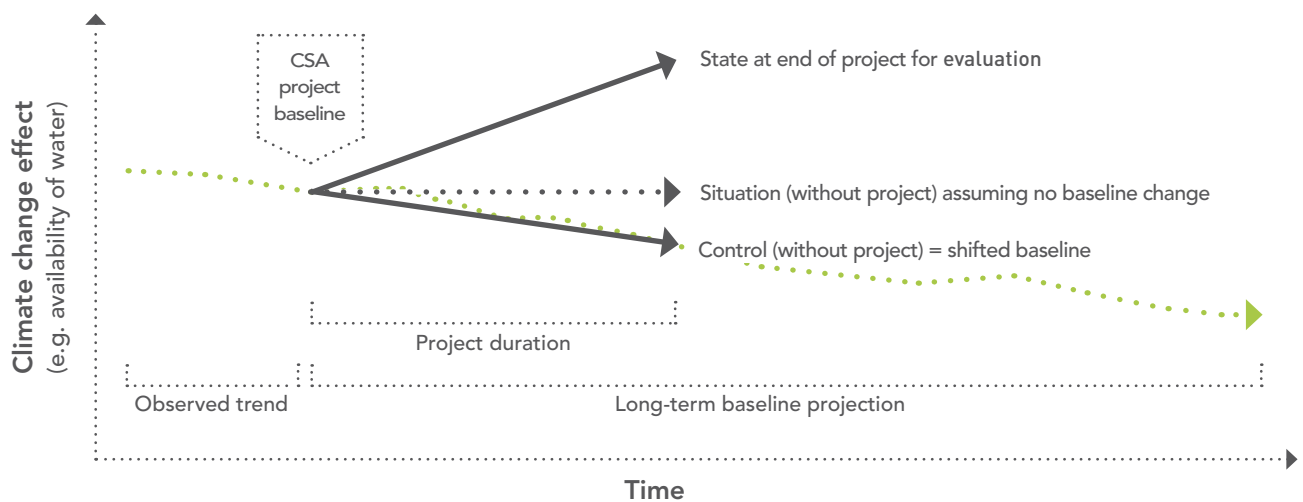 CSA
project
baseline
State at end of project for evaluation
Situation (without project) assuming no baseline change
Control (without project) = shifted baseline
Climate change effect
(e.g. availability of water)
Project duration
Observed trend
Long-term baseline projection
Time